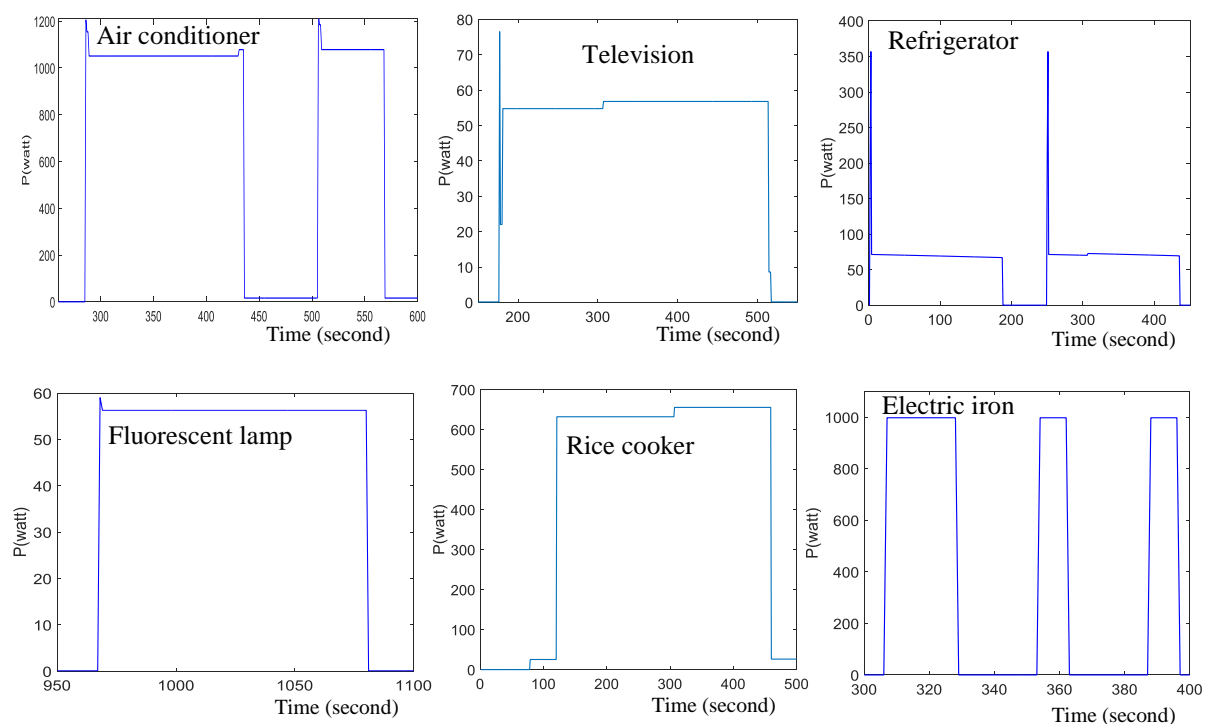 Air conditioner
1200
1000
800
600
400
200
0
P(watt)
300 350 400 450 500 550 600
Time (second)
Television
80
70
60
50
40
30
20
10
0
P(watt)
200 300 400 500
Time (second)
Refrigerator
400
350
300
250
200
150
100
50
0
P(watt)
0 100 200 300 400
Time (second)
Fluorescent lamp
60
50
40
30
20
10
0
P(watt)
950 1000 1050 1100
Time (second)
Rice cooker
700
600
500
400
300
200
100
0
P(watt)
0 100 200 300 400 500
Time (second)
Electric iron
1000
800
600
400
200
0
P(watt)
300 320 340 360 380 400
Time (second)